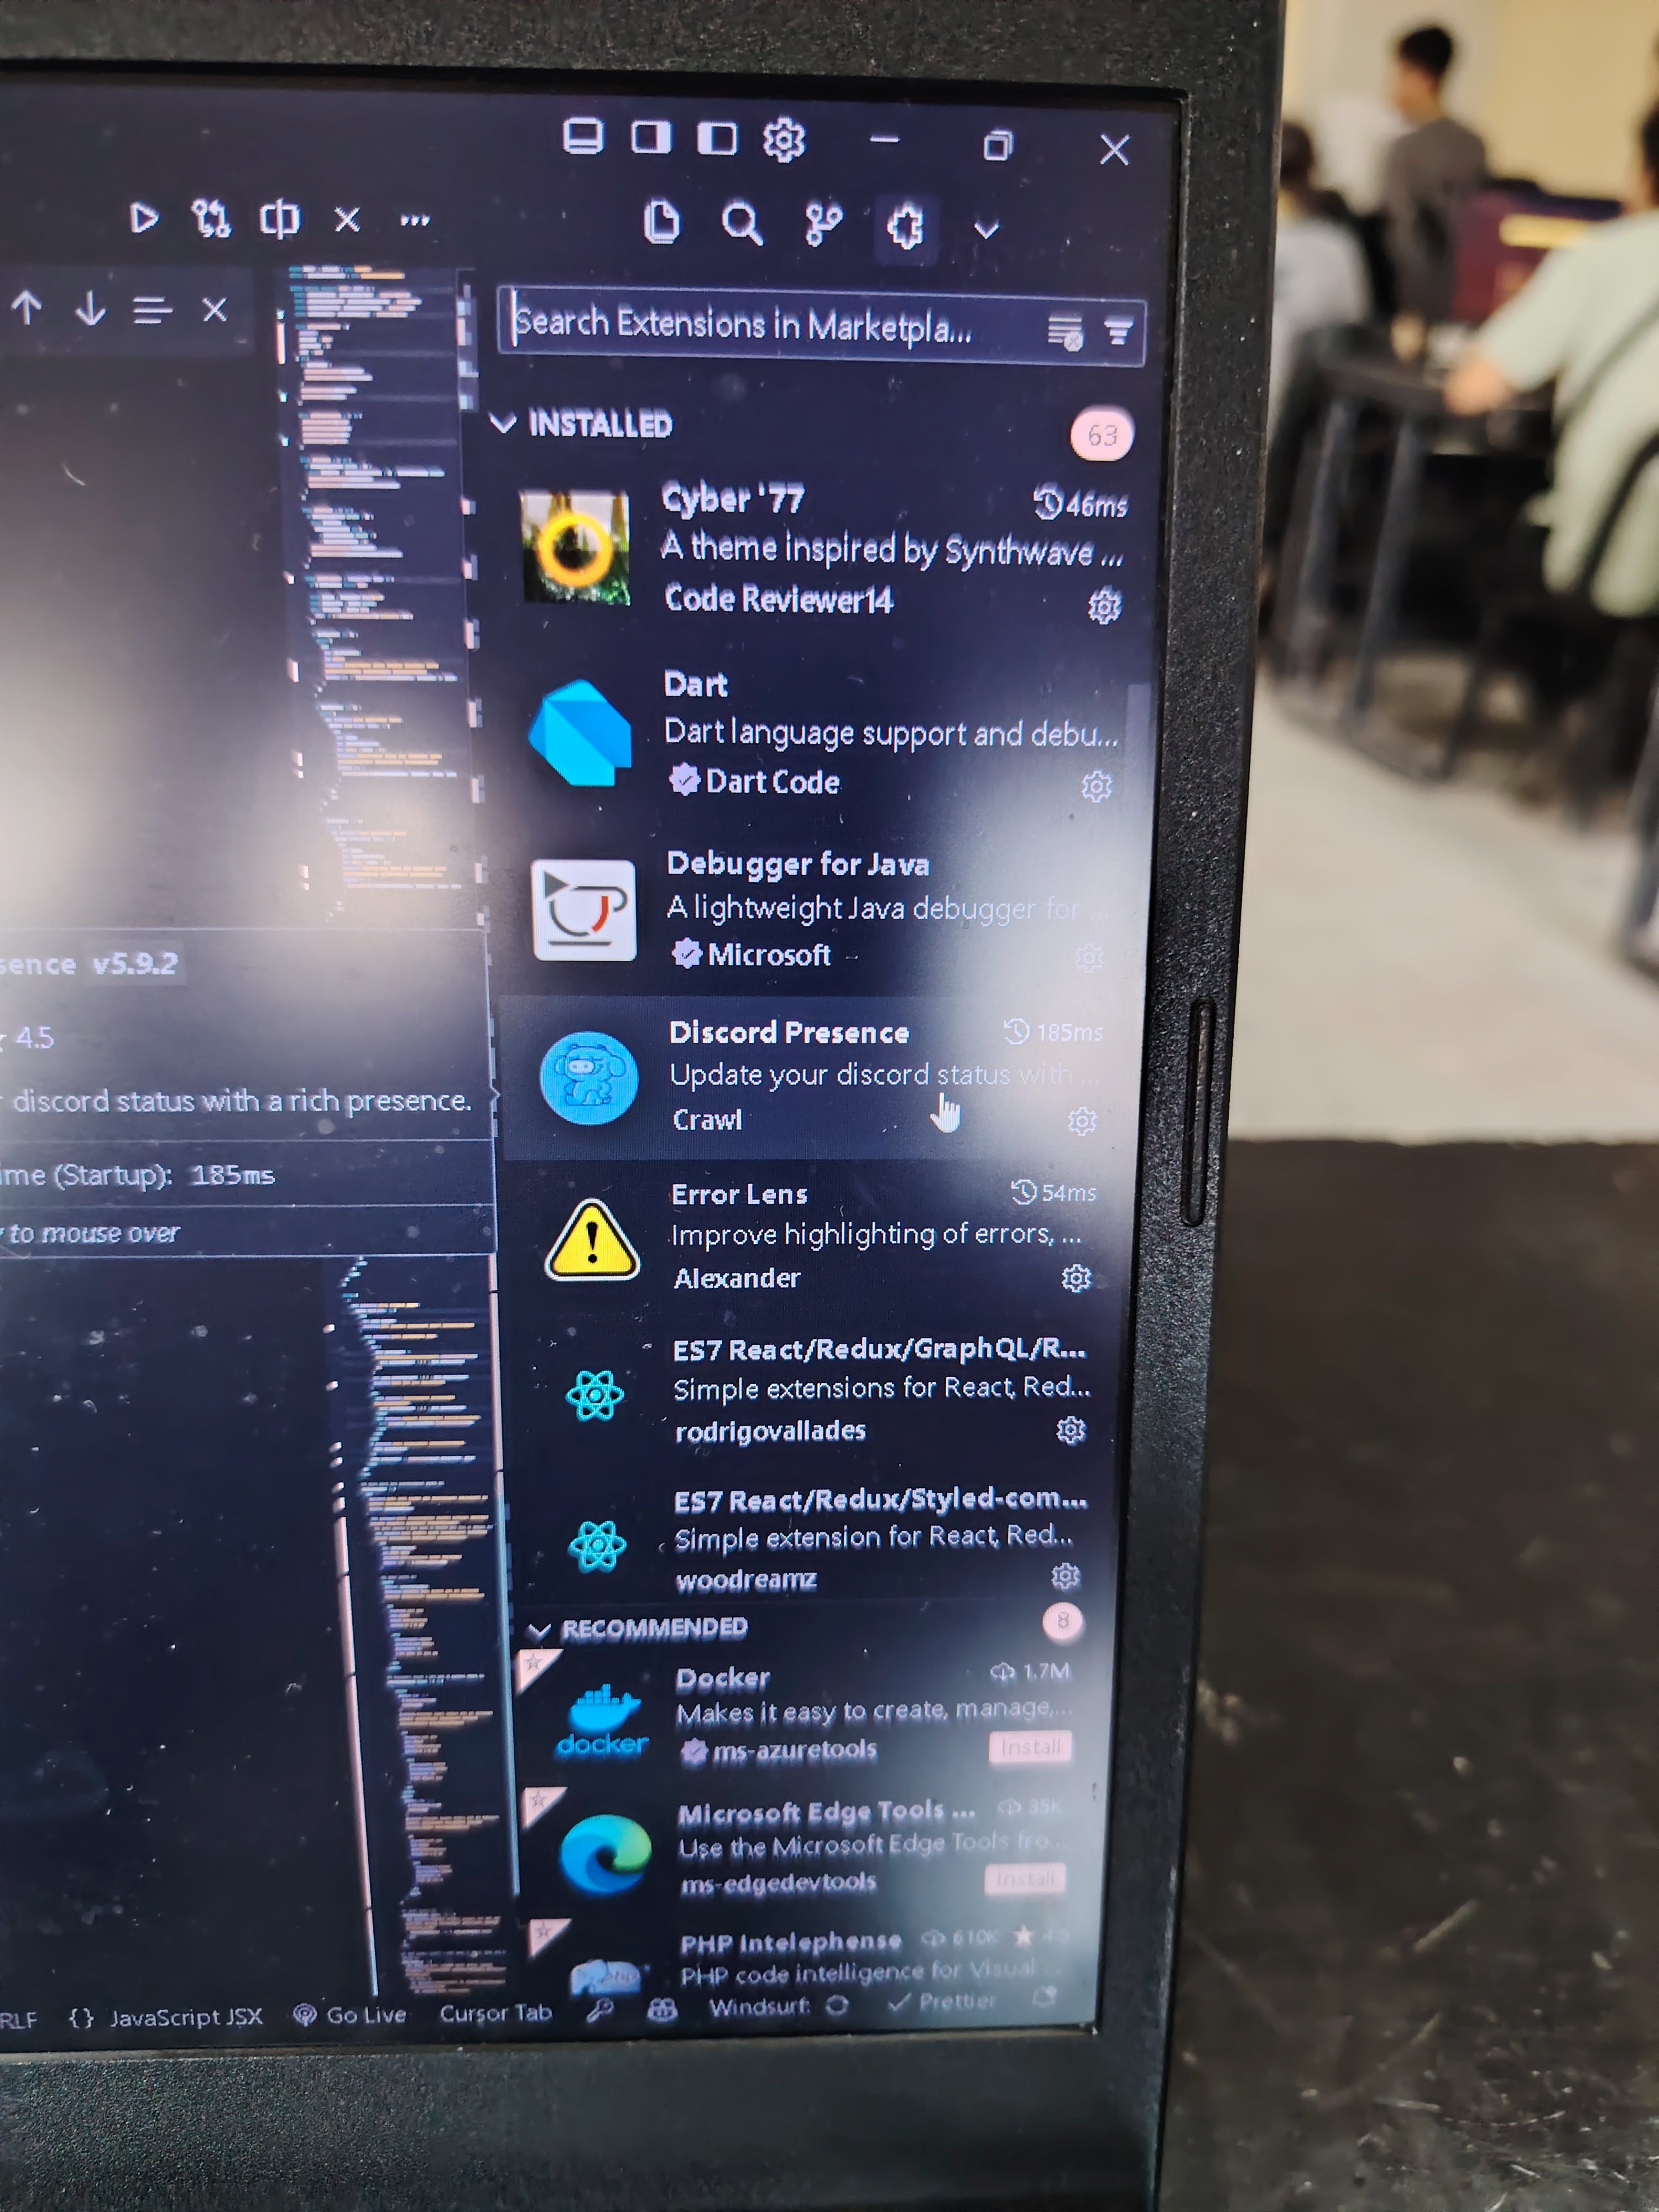 Search Extensions in Marketpla...
INSTALLED
63
Cyber '77
46ms
A theme inspired by Synthwave ...
Code Reviewer14
Dart
Dart language support and debu...
Dart Code
Debugger for Java
A lightweight Java debugger for ...
Microsoft
sence v5.9.2
4.5
discord status with a rich presence.
ime (Startup): 185ms
to mouse over
Discord Presence
185ms
Update your discord status with ...
Crawl
Error Lens
54ms
Improve highlighting of errors, ...
Alexander
ES7 React/Redux/GraphQL/R...
Simple extensions for React, Red...
rodrigovallades
ES7 React/Redux/Styled-com...
Simple extension for React, Red...
woodreamz
RECOMMENDED
8
Docker
1.7M
Makes it easy to create, manage,...
docker
ms-azuretools
Install
Microsoft Edge Tools ...
35K
Use the Microsoft Edge Tools fro...
ms-edgedevtools
Install
PHP Intelephense
610K
PHP code intelligence for Visual
php
RLF
{} JavaScript JSX
Go Live
Cursor Tab
Windsurf:
Prettier